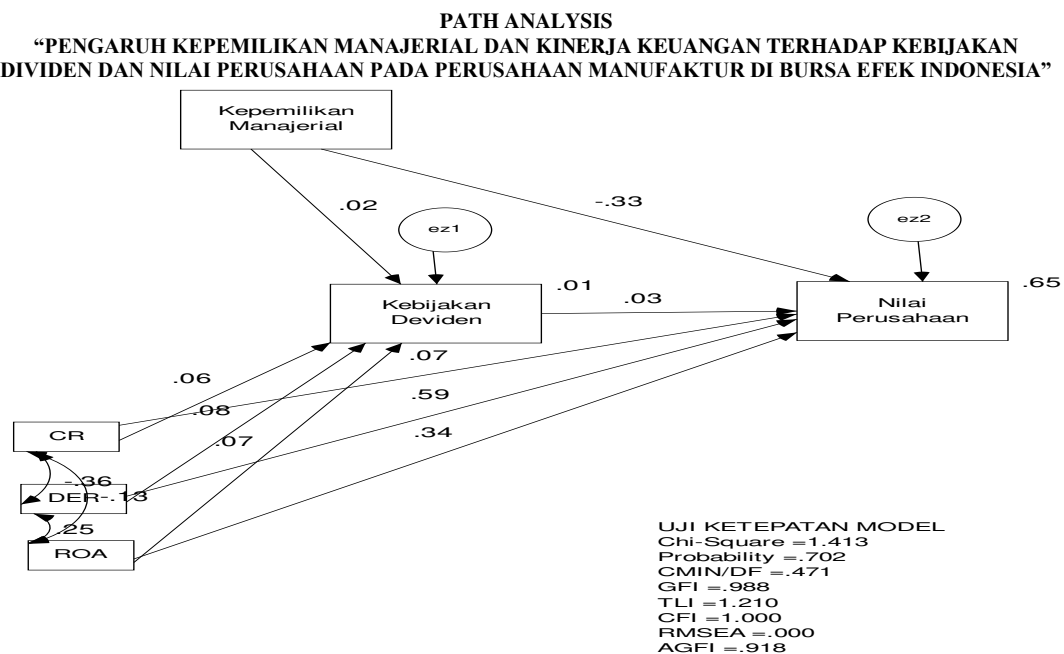 PATH ANALYSIS
“PENGARUH KEPEMILIKAN MANAJERIAL DAN KINERJA KEUANGAN TERHADAP KEBIJAKAN
DIVIDEN DAN NILAI PERUSAHAAN PADA PERUSAHAAN MANUFAKTUR DI BURSA EFEK INDONESIA”
Kepemilikan
Manajerial
.02
-.33
ez1
ez2
.01
.65
Kebijakan
Deviden
.03
Nilai
Perusahaan
.07
.06
.59
.08
.34
.07
CR
-.36
DER
-.13
.25
ROA
UJI KETEPATAN MODEL
Chi-Square =1.413
Probability =.702
CMIN/DF =.471
GFI =.988
TLI =1.210
CFI =1.000
RMSEA =.000
AGFI =.918